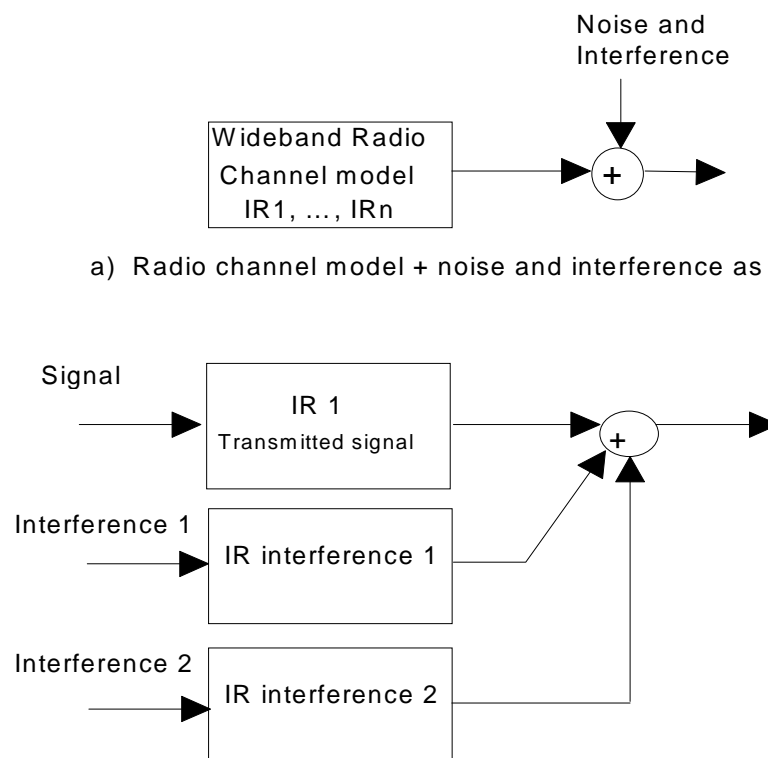 Noise and
Interference
Wideband Radio
Channel model
IR1, ..., IRn
+
a) Radio channel model + noise and interference as
Signal
IR 1
Transmitted signal
+
Interference 1
IR interference 1
Interference 2
IR interference 2